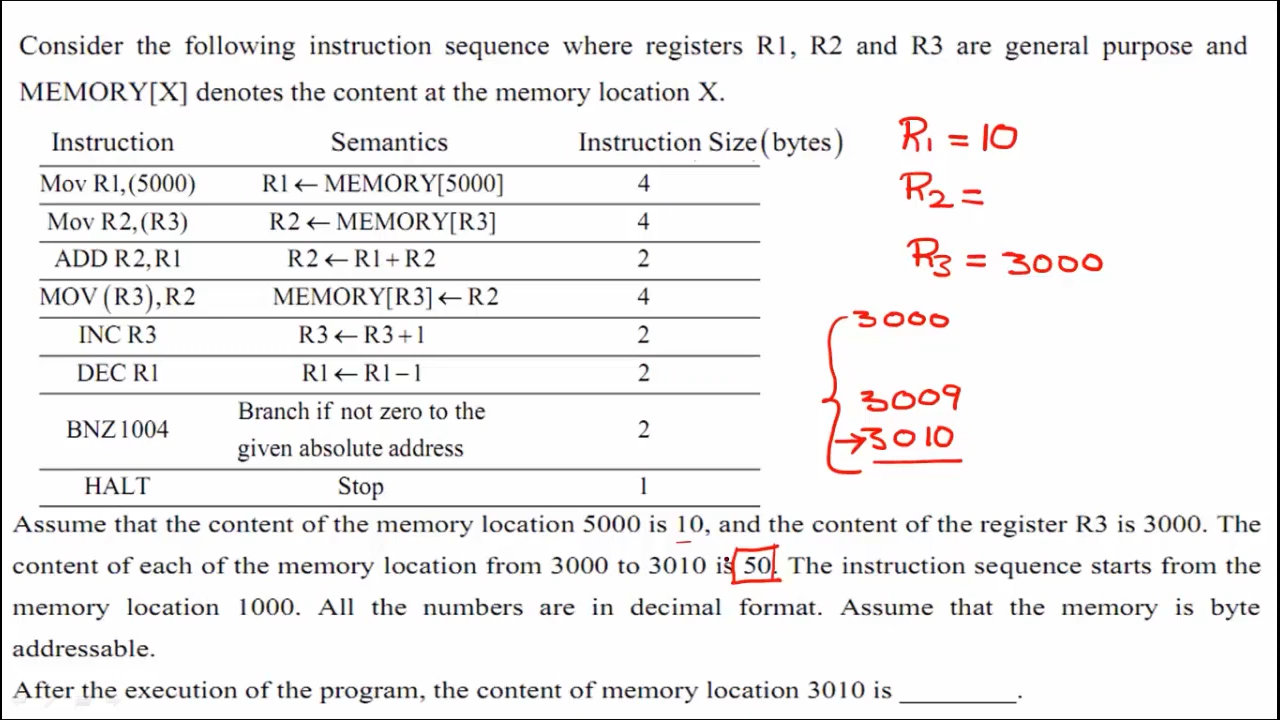 Consider the following instruction sequence where registers R1, R2 and R3 are general purpose and
MEMORY[X] denotes the content at the memory location X.
Instruction Semantics Instruction Size(bytes)
Mov R1,(5000) R1 ← MEMORY[5000] 4
Mov R2,(R3) R2 ← MEMORY[R3] 4
ADD R2,R1 R2 ← R1 + R2 2
MOV (R3),R2 MEMORY[R3] ← R2 4
INC R3 R3 ← R3 + 1 2
DEC R1 R1 ← R1 − 1 2
BNZ 1004 Branch if not zero to the
given absolute address 2
HALT Stop 1
R1 = 10
R2 =
R3 = 3000
3000
3009
→3010
Assume that the content of the memory location 5000 is 10, and the content of the register R3 is 3000. The
content of each of the memory location from 3000 to 3010 is 50. The instruction sequence starts from the
memory location 1000. All the numbers are in decimal format. Assume that the memory is byte
addressable.
After the execution of the program, the content of memory location 3010 is ________.